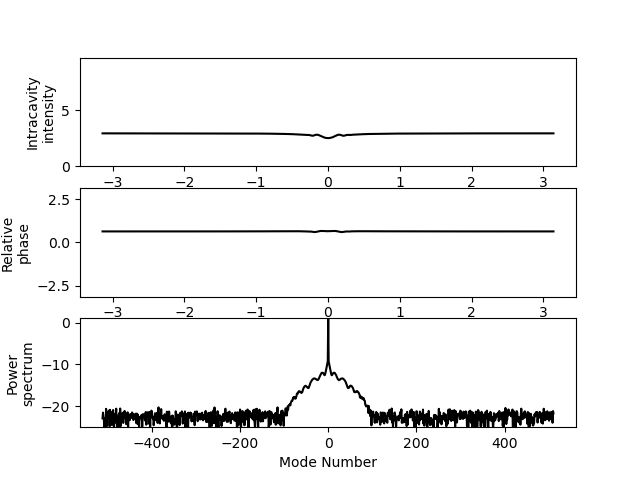 Intracavity
intensity
5
0
−3 −2 −1 0 1 2 3
Relative
phase
2.5
0.0
−2.5
−3 −2 −1 0 1 2 3
Power
spectrum
0
−10
−20
−400 −200 0 200 400
Mode Number